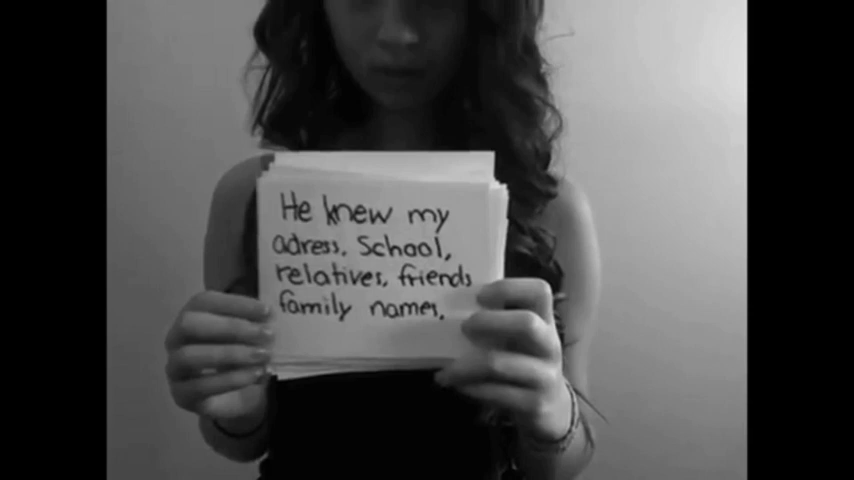 He knew my
adress. School,
relatives, friends
family names.